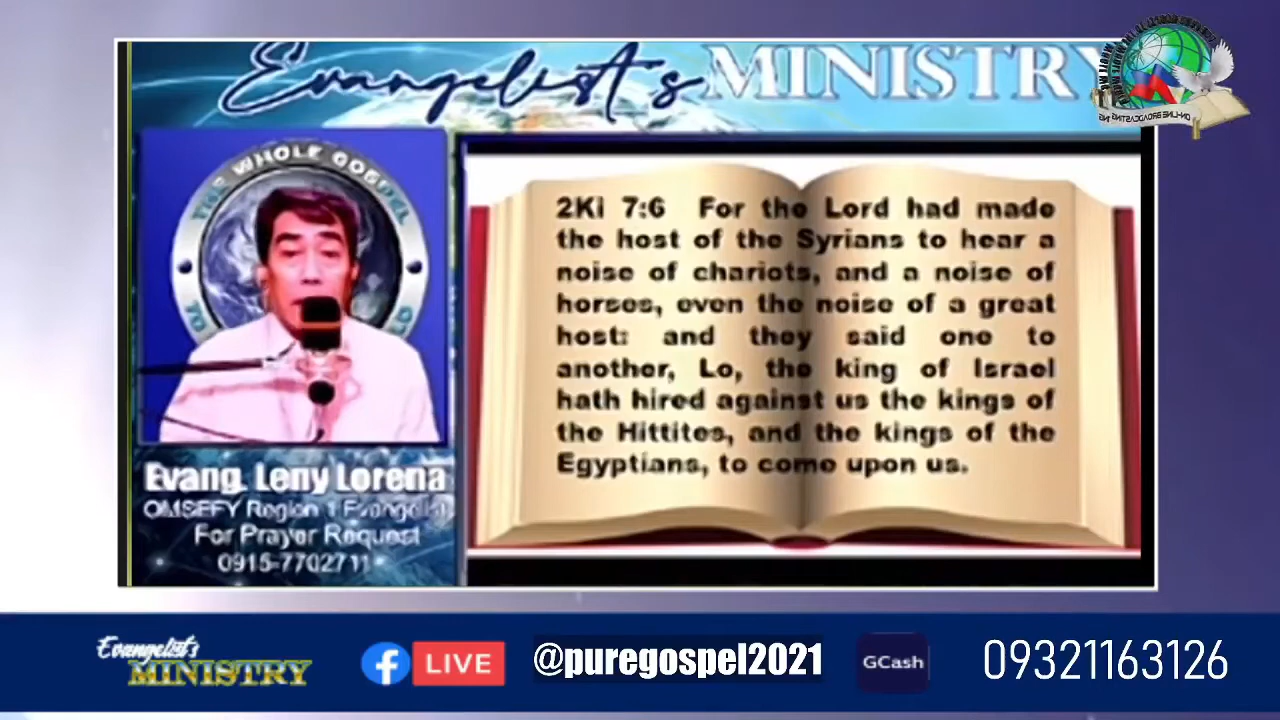 Evangelist's MINISTRY
THE WHOLE GOSPEL
TO
LD
2Ki 7:6 For the Lord had made
the host of the Syrians to hear a
noise of chariots, and a noise of
horses, even the noise of a great
host: and they said one to
another, Lo, the king of Israel
hath hired against us the kings of
the Hittites, and the kings of the
Egyptians, to come upon us.
Evang. Leny Lorena
OMSEFY Region 1 Evangelist
For Prayer Request
0915-7702711
Evangelist's
MINISTRY
LIVE
@puregospel2021
GCash
09321163126